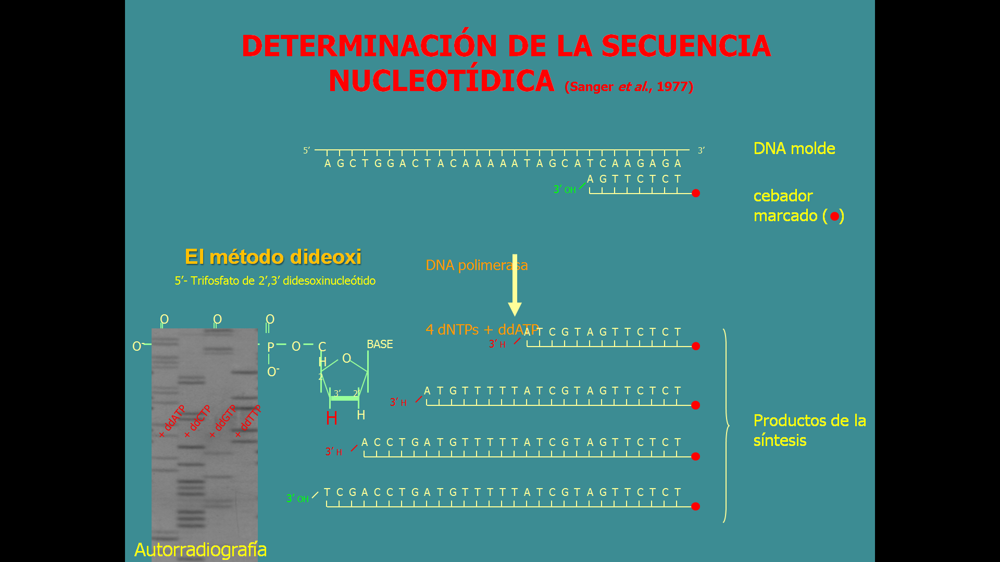 DETERMINACIÓN DE LA SECUENCIA
NUCLEOTÍDICA (Sanger et al., 1977)
5’ 3’
DNA molde
A G C T G G A C T A C A A A A A T A G C A T C A A G A G A
A G T T C T C T
3’ OH
cebador
marcado ( )
El método dideoxi
5’- Trifosfato de 2’,3’ didesoxinucleótido
DNA polimerasa
4 dNTPs + ddATP
O O O
O- P O C H 2 O BASE
O-
3’ 2’
H H
A T C G T A G T T C T C T
3’ H
A T G T T T T T A T C G T A G T T C T C T
3’ H
A C C T G A T G T T T T T A T C G T A G T T C T C T
3’ H
T C G A C C T G A T G T T T T T A T C G T A G T T C T C T
3’ OH
Productos de la
síntesis
+ ddATP
+ ddCTP
+ ddGTP
+ ddTTP
Autorradiografía